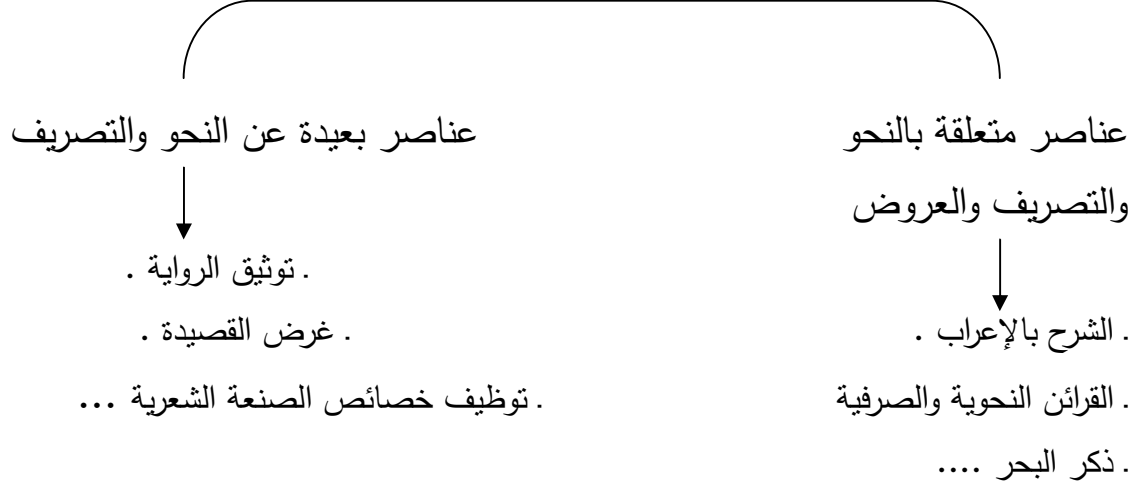 عناصر متعلقة بالنحو
والتصريف والعروض
. الشرح بالإعراب .
. القرائن النحوية والصرفية
. ذكر البحر ....
عناصر بعيدة عن النحو والتصريف
. توثيق الرواية .
. غرض القصيدة .
. توظيف خصائص الصنعة الشعرية ...